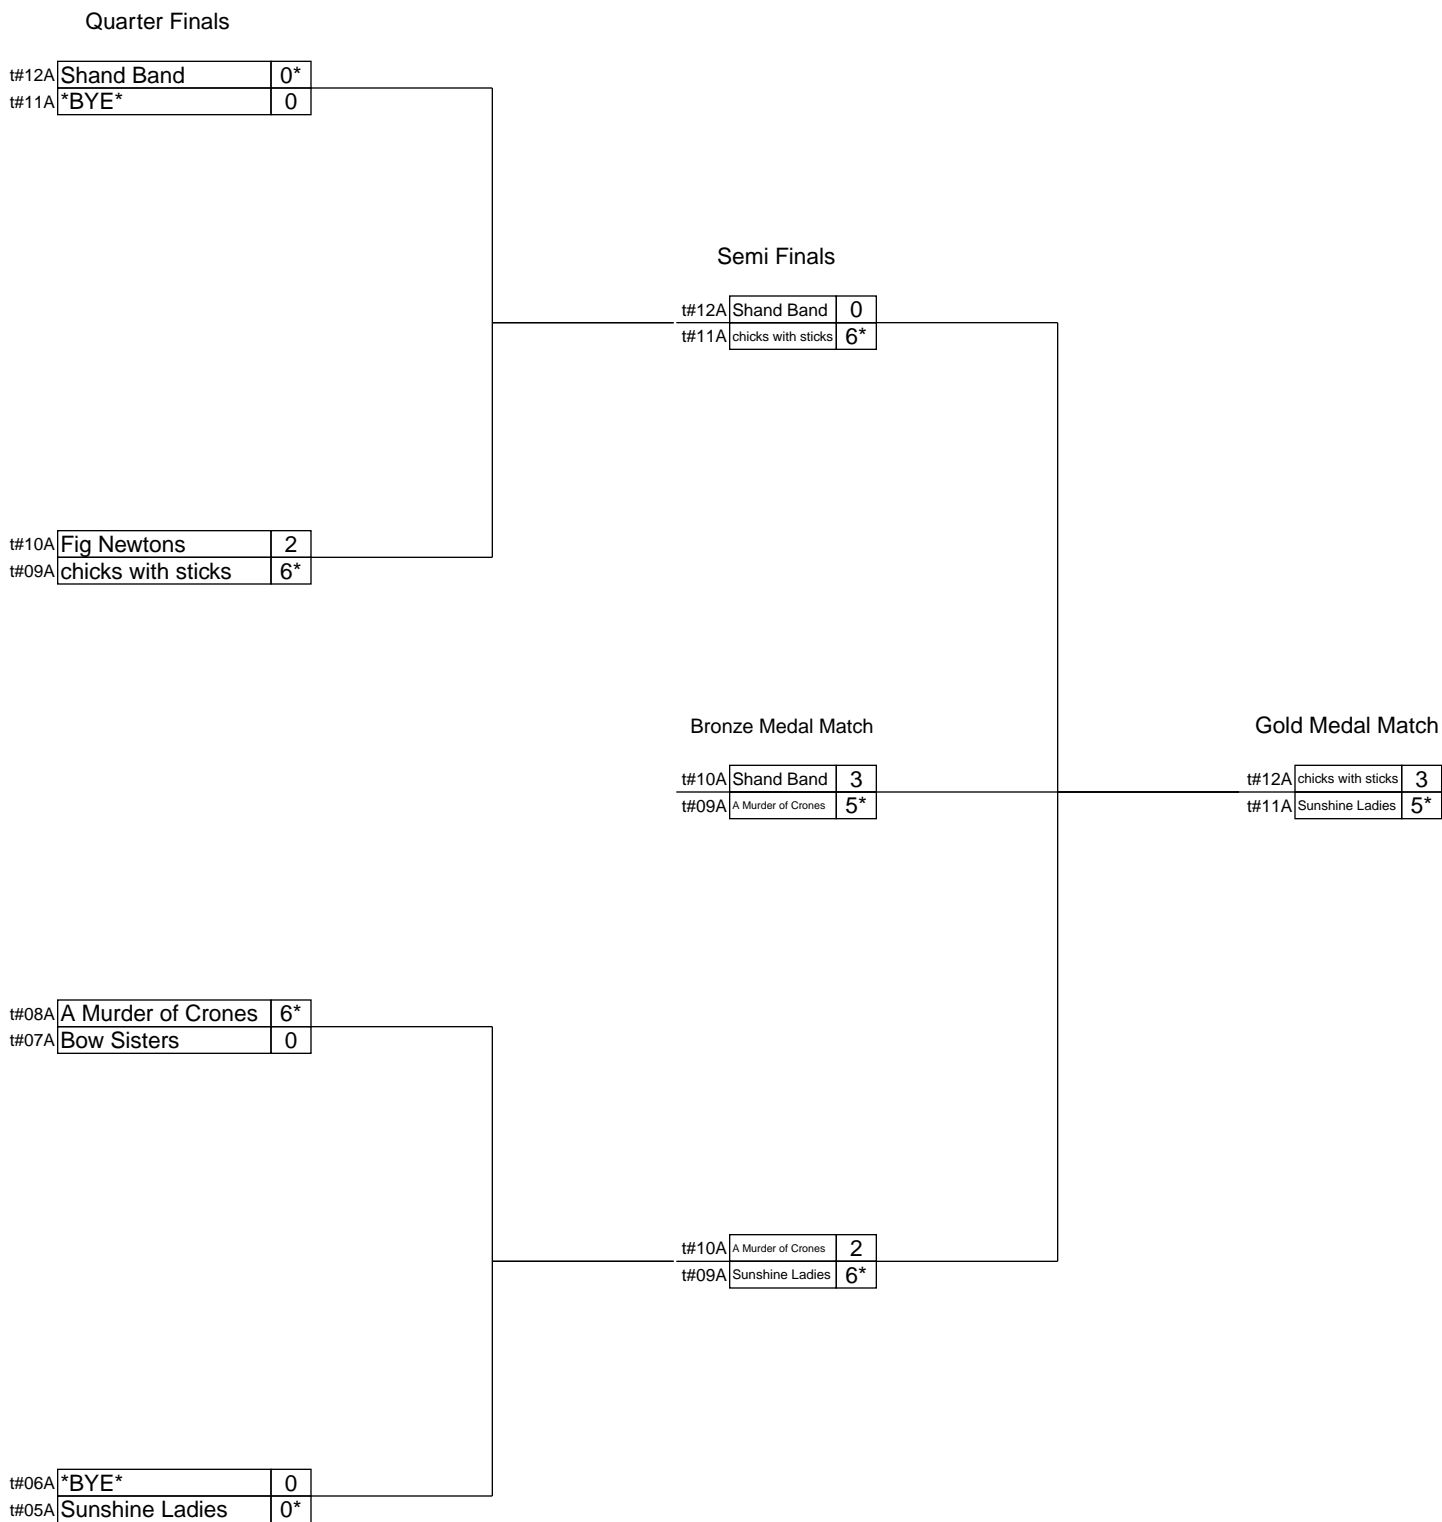 Quarter Finals
t#12A Shand Band 0*
t#11A *BYE* 0
Semi Finals
t#12A Shand Band 0
t#11A chicks with sticks 6*
t#10A Fig Newtons 2
t#09A chicks with sticks 6*
Bronze Medal Match
t#10A Shand Band 3
t#09A A Murder of Crones 5*
Gold Medal Match
t#12A chicks with sticks 3
t#11A Sunshine Ladies 5*
t#08A A Murder of Crones 6*
t#07A Bow Sisters 0
t#10A A Murder of Crones 2
t#09A Sunshine Ladies 6*
t#06A *BYE* 0
t#05A Sunshine Ladies 0*